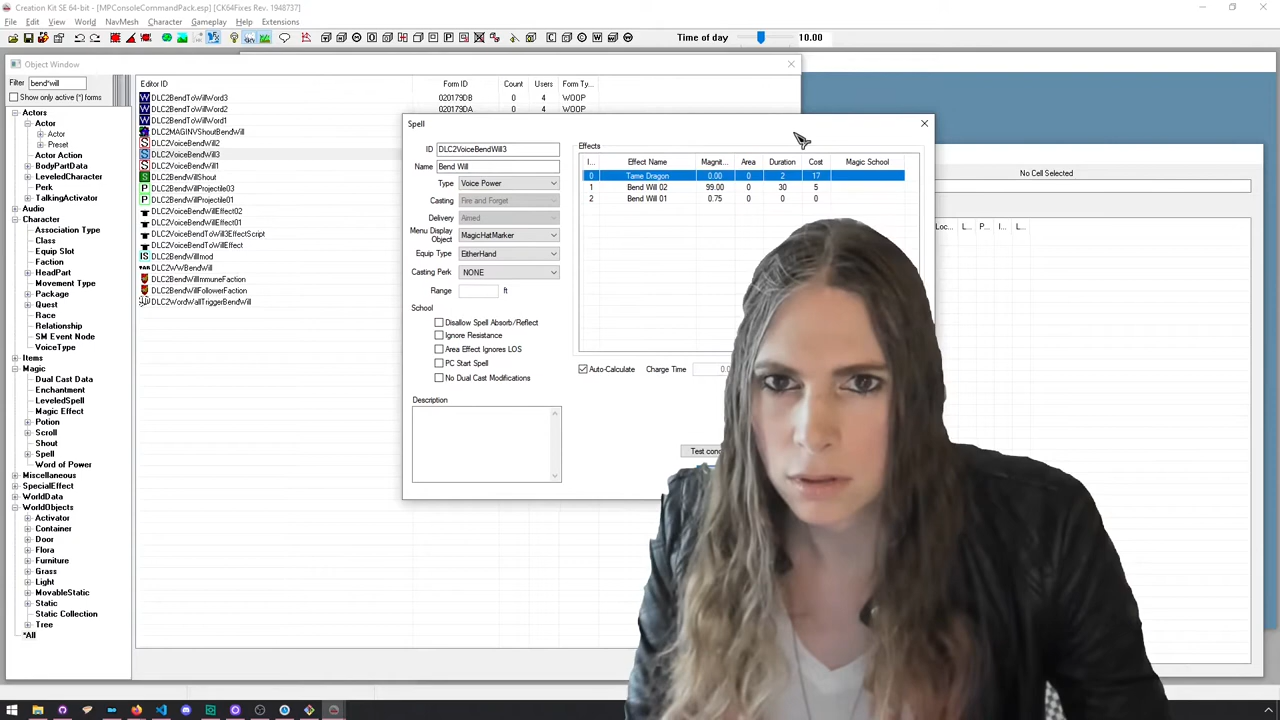 Creation Kit SE 64-bit - [MPConsoleCommandPack.esp] [CK64Fixes Rev. 1948737]
File Edit View World NavMesh Character Gameplay Help Extensions
Time of day 10.00
Object Window
Filter bend*will
Show only active (*) forms
Actors
Actor
Actor
Preset
Actor Action
BodyPartData
LeveledCharacter
Perk
TalkingActivator
Audio
Character
Association Type
Class
Equip Slot
Faction
HeadPart
Movement Type
Package
Quest
Race
Relationship
SM Event Node
VoiceType
Items
Magic
Dual Cast Data
Enchantment
LeveledSpell
Magic Effect
Potion
Scroll
Shout
Spell
Word of Power
Miscellaneous
SpecialEffect
WorldData
WorldObjects
Activator
Container
Door
Flora
Furniture
Grass
Light
MovableStatic
Static
Static Collection
Tree
*All
Editor ID Form ID Count Users Form Ty...
DLC2BendToWillWord3 020179DB 0 4 WOOP
DLC2BendToWillWord2 020179DA 0 4 WOOP
DLC2BendToWillWord1
DLC2MAGINVShoutBendWill
DLC2VoiceBendWill2
DLC2VoiceBendWill3
DLC2VoiceBendWill1
DLC2BendWillShout
DLC2BendWillProjectile03
DLC2BendWillProjectile01
DLC2VoiceBendWillEffect02
DLC2VoiceBendWillEffect01
DLC2VoiceBendToWill3EffectScript
DLC2VoiceBendToWillEffect
DLC2BendWillImod
DLC2WWBendWill
DLC2BendWillImmuneFaction
DLC2BendWillFollowerFaction
DLC2WordWallTriggerBendWill
Spell
ID DLC2VoiceBendWill3
Name Bend Will
Type Voice Power
Casting Fire and Forget
Delivery Aimed
Menu Display Object MagicHatMarker
Equip Type EitherHand
Casting Perk NONE
Range ft
School
Disallow Spell Absorb/Reflect
Ignore Resistance
Area Effect Ignores LOS
PC Start Spell
No Dual Cast Modifications
Description
Effects
I... Effect Name Magnit... Area Duration Cost Magic School
0 Tame Dragon 0.00 0 2 17
1 Bend Will 02 99.00 0 30 5
2 Bend Will 01 0.75 0 0 0
Auto-Calculate Charge Time 0.0
Test con
No Cell Selected
Loc... L... P... I... L...